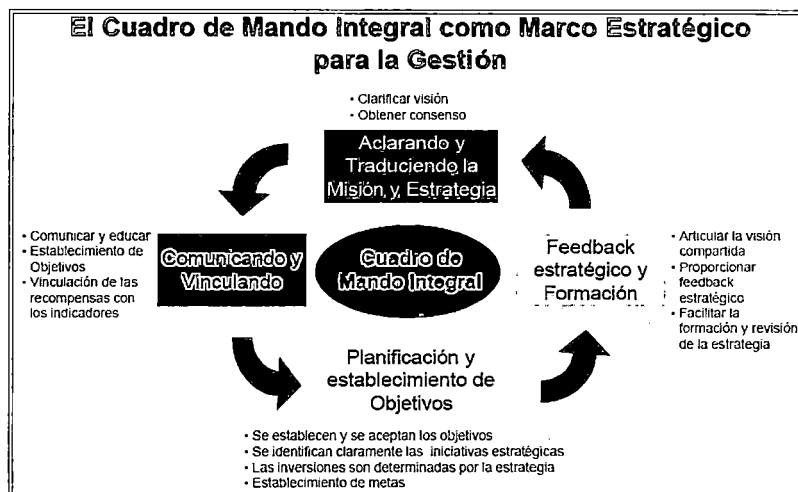 El Cuadro de Mando Integral como Marco Estratégico
para la Gestión
• Clarificar visión
• Obtener consenso
Aclarando y
Traduciendo la
Misión y Estrategia
• Comunicar y educar
• Establecimiento de
Objetivos
• Vinculación de las
recompensas con
los indicadores
Comunicando y
Vinculando
Cuadro de
Mando Integral
Feedback
estratégico y
Formación
• Articular la visión
compartida
• Proporcionar
feedback
estratégico
• Facilitar la
formación y revisión
de la estrategia
Planificación y
establecimiento de
Objetivos
• Se establecen y se aceptan los objetivos
• Se identifican claramente las iniciativas estratégicas
• Las inversiones son determinadas por la estrategia
• Establecimiento de metas